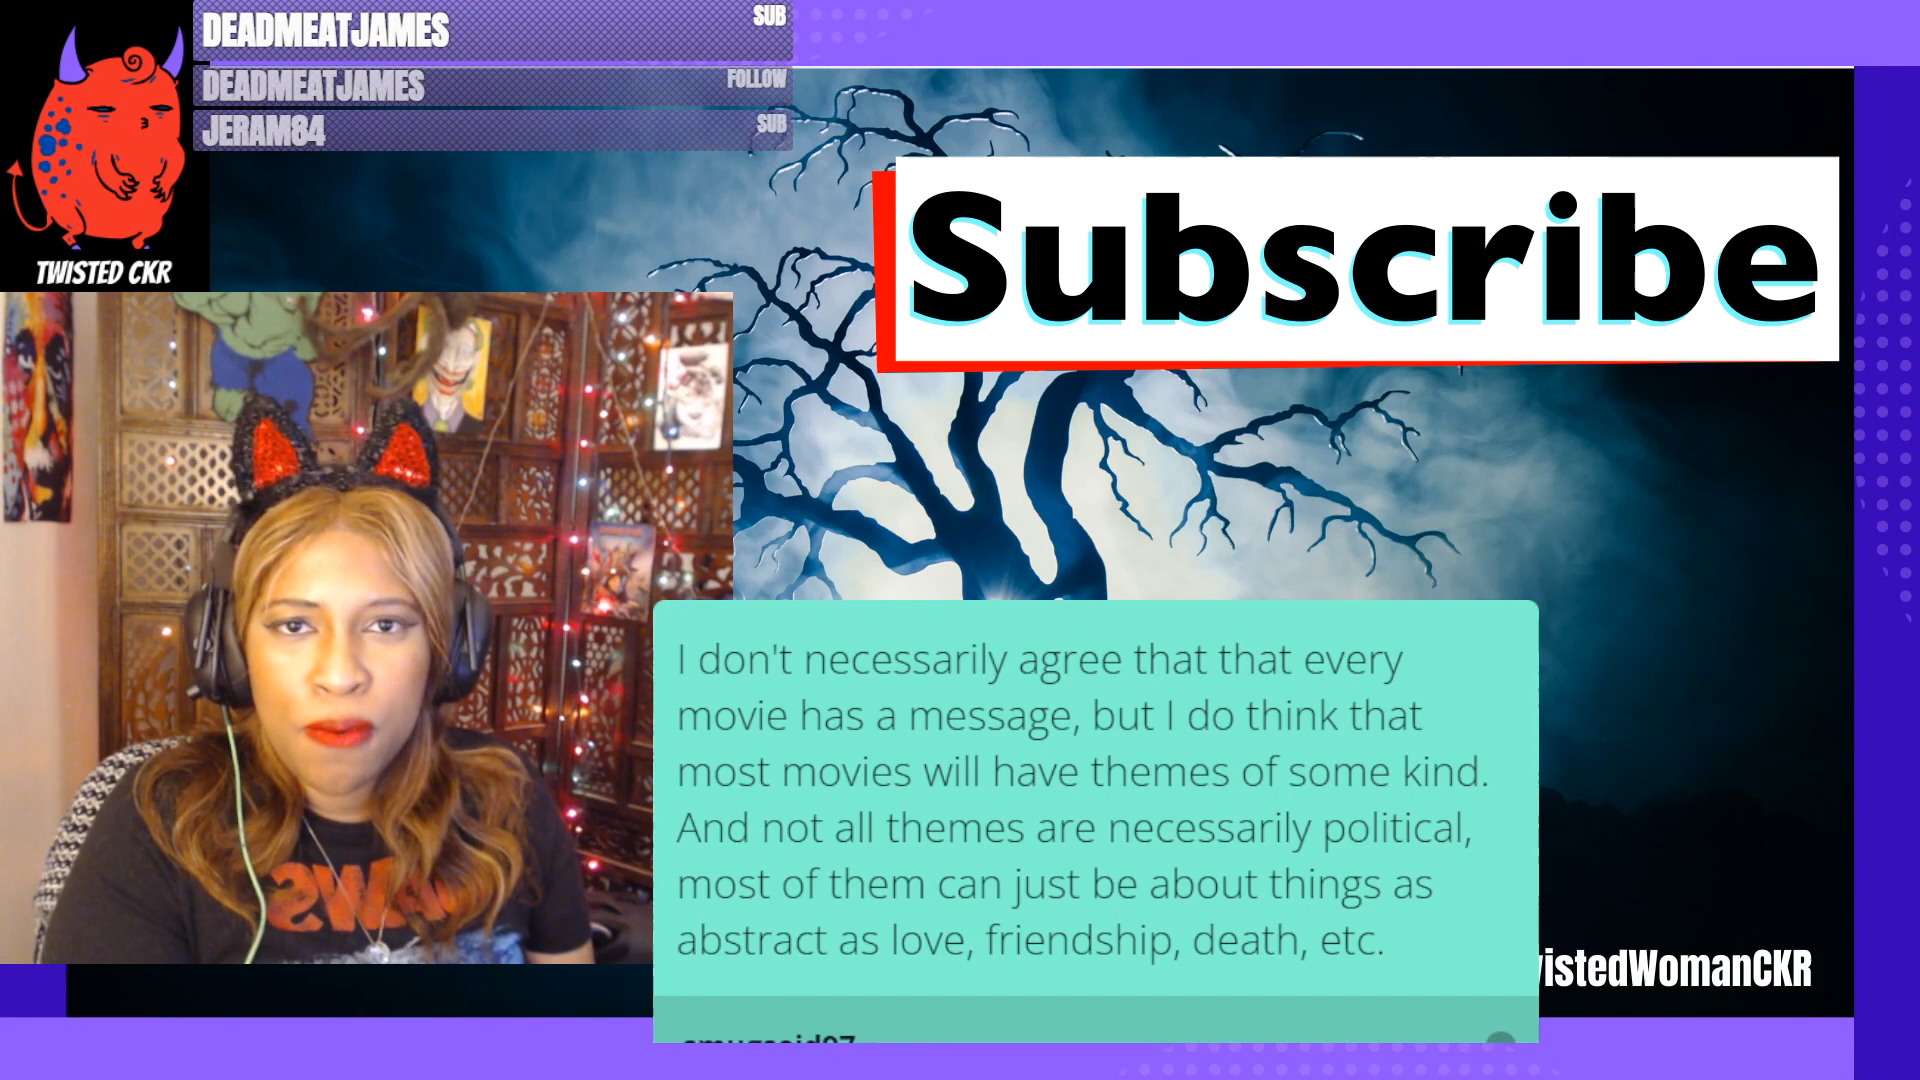 DEADMEATJAMES SUB
DEADMEATJAMES FOLLOW
JERAM84 SUB
TWISTED CKR
Subscribe
I don't necessarily agree that that every
movie has a message, but I do think that
most movies will have themes of some kind.
And not all themes are necessarily political,
most of them can just be about things as
abstract as love, friendship, death, etc.
wistedWomanCKR